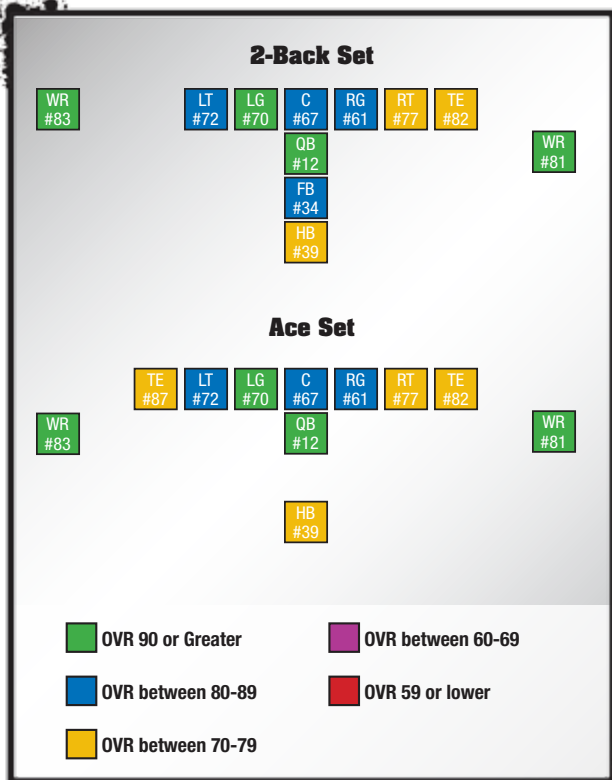 2-Back Set
WR LT LG C RG RT TE
#83 #72 #70 #67 #61 #77 #82
QB WR
#12 #81
FB
#34
HB
#39
Ace Set
TE LT LG C RG RT TE
#87 #72 #70 #67 #61 #77 #82
WR QB WR
#83 #12 #81
HB
#39
OVR 90 or Greater OVR between 60-69
OVR between 80-89 OVR 59 or lower
OVR between 70-79